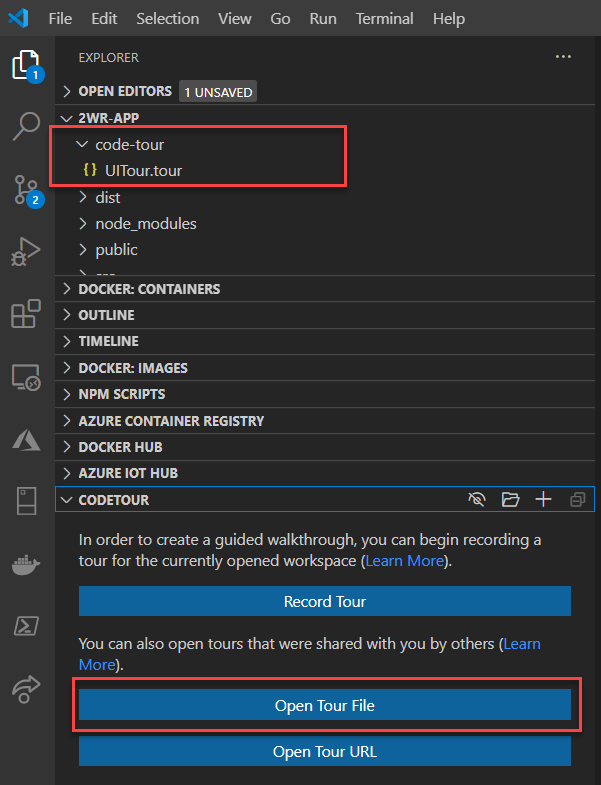 File Edit Selection View Go Run Terminal Help
EXPLORER
OPEN EDITORS 1 UNSAVED
2WR-APP
code-tour
{} UITour.tour
dist
node_modules
public
DOCKER: CONTAINERS
OUTLINE
TIMELINE
DOCKER: IMAGES
NPM SCRIPTS
AZURE CONTAINER REGISTRY
DOCKER HUB
AZURE IOT HUB
CODETOUR
In order to create a guided walkthrough, you can begin recording a
tour for the currently opened workspace (Learn More).
Record Tour
You can also open tours that were shared with you by others (Learn
More).
Open Tour File
Open Tour URL
1
2